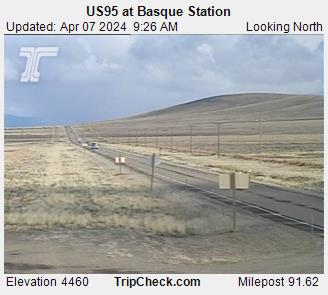 US95 at Basque Station
Updated: Apr 07 2024 9:26 AM Looking North
Elevation 4460 TripCheck.com Milepost 91.62